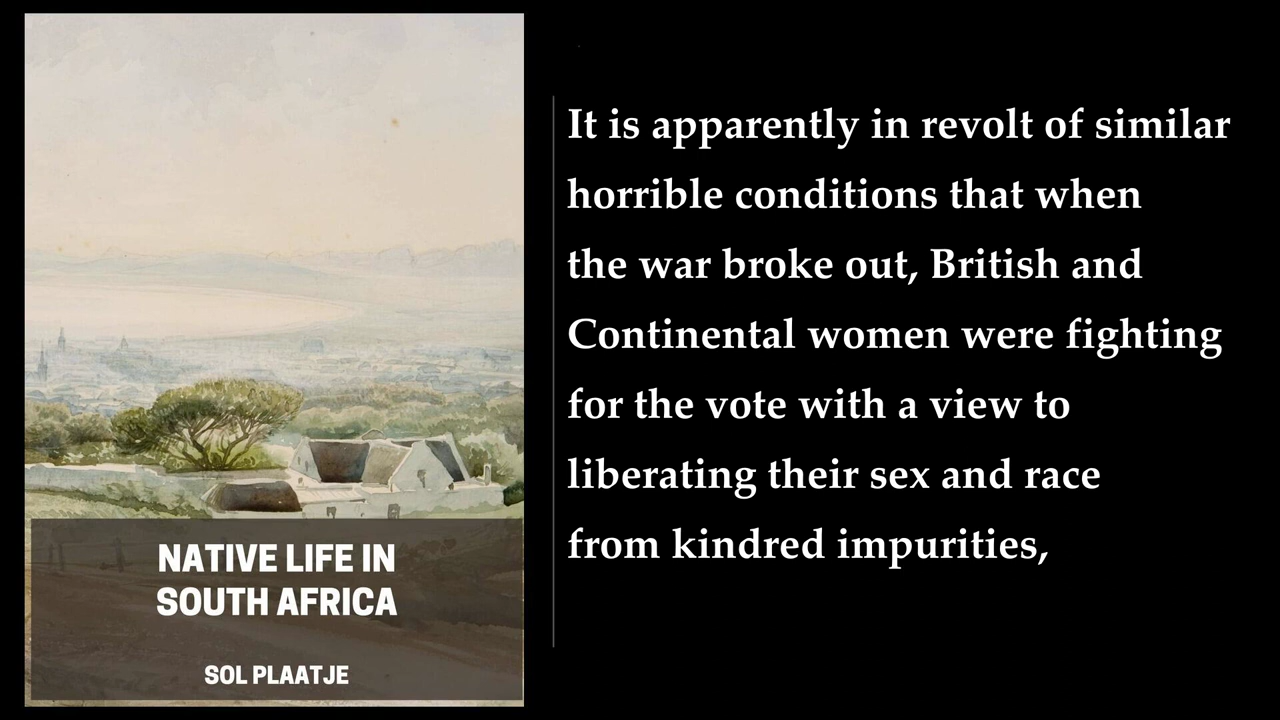 NATIVE LIFE IN
SOUTH AFRICA
SOL PLAATJE
It is apparently in revolt of similar
horrible conditions that when
the war broke out, British and
Continental women were fighting
for the vote with a view to
liberating their sex and race
from kindred impurities,